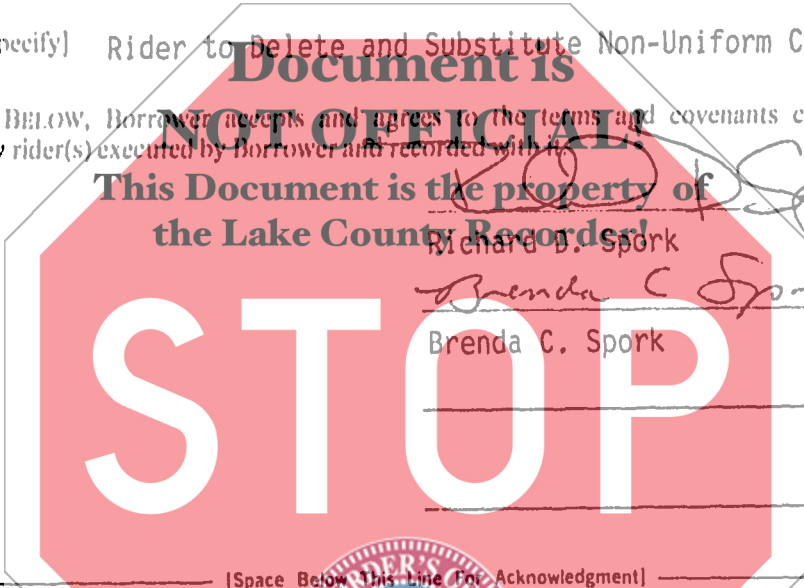 pecify] Rider to Delete and Substitute Non-Uniform C
Document is
BELOW, Borrower accepts and agrees to the terms and covenants c
NOT OFFICIAL!
rider(s) executed by Borrower and recorded with it.
This Document is the property of
the Lake County Recorder!
Richard D. Spork
Brenda C Spo
Brenda C. Spork
STOP
[Space Below This Line For Acknowledgment]